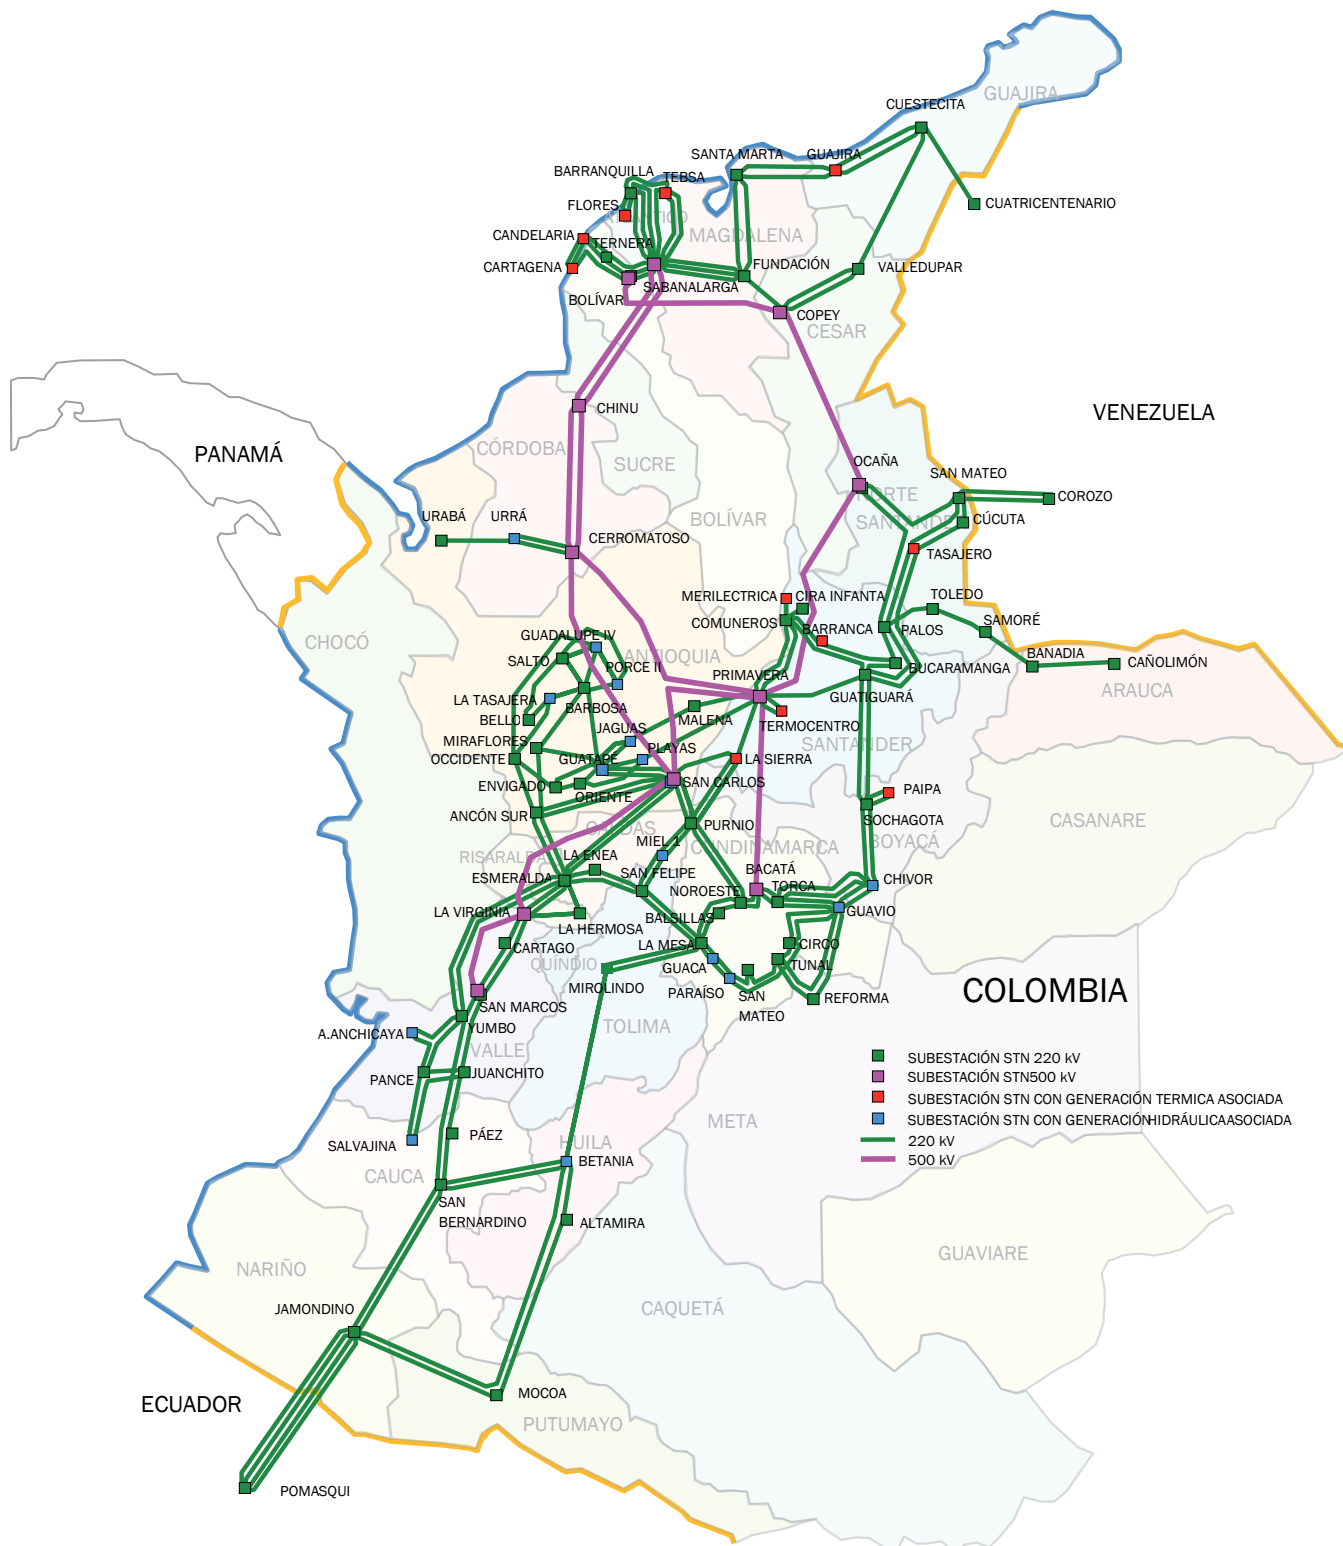 GUAJIRA
CUESTECITA
SANTA MARTA
GUAJIRA
BARRANQUILLA
TEBSA
CUATRICENTENARIO
FLORES
ATLÁNTICO
CANDELARIA
TERNERA
MAGDALENA
CARTAGENA
FUNDACIÓN
VALLEDUPAR
SABANALARGA
BOLÍVAR
COPEY
CESAR
CHINU
VENEZUELA
PANAMÁ
CÓRDOBA
SUCRE
OCAÑA
SAN MATEO
NORTE
COROZO
URABÁ
URRÁ
BOLÍVAR
SANTANDER
CÚCUTA
CERROMATOSO
TASAJERO
MERILECTRICA
CIRA INFANTA
TOLEDO
COMUNEROS
BARRANCA
PALOS
SAMORÉ
CHOCÓ
GUADALUPE IV
ANTIOQUIA
SALTO
PORCE II
BANADIA
CAÑOLIMÓN
BUCARAMANGA
PRIMAVERA
GUATIGUARÁ
ARAUCA
LA TASAJERA
BARBOSA
BELLO
MALENA
TERMOCENTRO
JAGUAS
MIRAFLORES
PLAYAS
SANTANDER
OCCIDENTE
GUATAPÉ
LA SIERRA
ENVIGADO
SAN CARLOS
ORIENTE
PAIPA
ANCÓN SUR
PURNIO
SOCHAGOTA
CASANARE
CALDAS
MIEL 1
CUNDINAMARCA
BOYACÁ
RISARALDA
LA ENEA
ESMERALDA
SAN FELIPE
BACATÁ
NOROESTE
TORCA
CHIVOR
LA VIRGINIA
BALSILLAS
GUAVIO
LA HERMOSA
CARTAGO
LA MESA
CIRCO
QUÍNDIO
GUACA
TUNAL
MIROLINDO
PARAÍSO
SAN
MATEO
REFORMA
COLOMBIA
SAN MARCOS
YUMBO
TOLIMA
A.ANCHICAYA
VALLE
PANCE
JUANCHITO
SUBESTACIÓN STN 220 kV
SUBESTACIÓN STN500 kV
SUBESTACIÓN STN CON GENERACIÓN TERMICA ASOCIADA
SUBESTACIÓN STN CON GENERACIÓNHIDRÁULICAASOCIADA
220 kV
500 kV
META
SALVAJINA
PÁEZ
HUILA
BETANIA
CAUCA
SAN
BERNARDINO
ALTAMIRA
GUAVIARE
NARIÑO
CAQUETÁ
JAMONDINO
ECUADOR
MOCOA
PUTUMAYO
POMASQUI